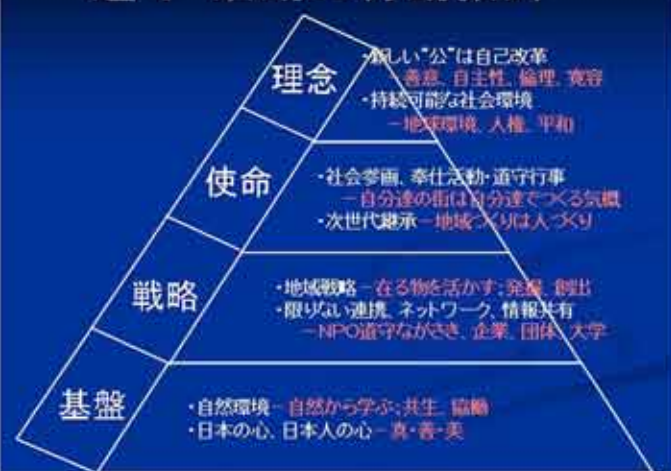 理念
・新しい"公"は自己改革
－善意、自主性、倫理、寛容
・持続可能な社会環境
－地球環境、人権、平和
使命
・社会参画、奉仕活動・道守行事
－自分達の街は自分達でつくる気概
・次世代継承－地域づくりは人づくり
戦略
・地域戦略－在る物を活かす；発掘、創出
・限りない連携、ネットワーク、情報共有
－NPO道守ながさき、企業、団体、大学
基盤
・自然環境－自然から学ぶ；共生、協働
・日本の心、日本人の心－真・善・美